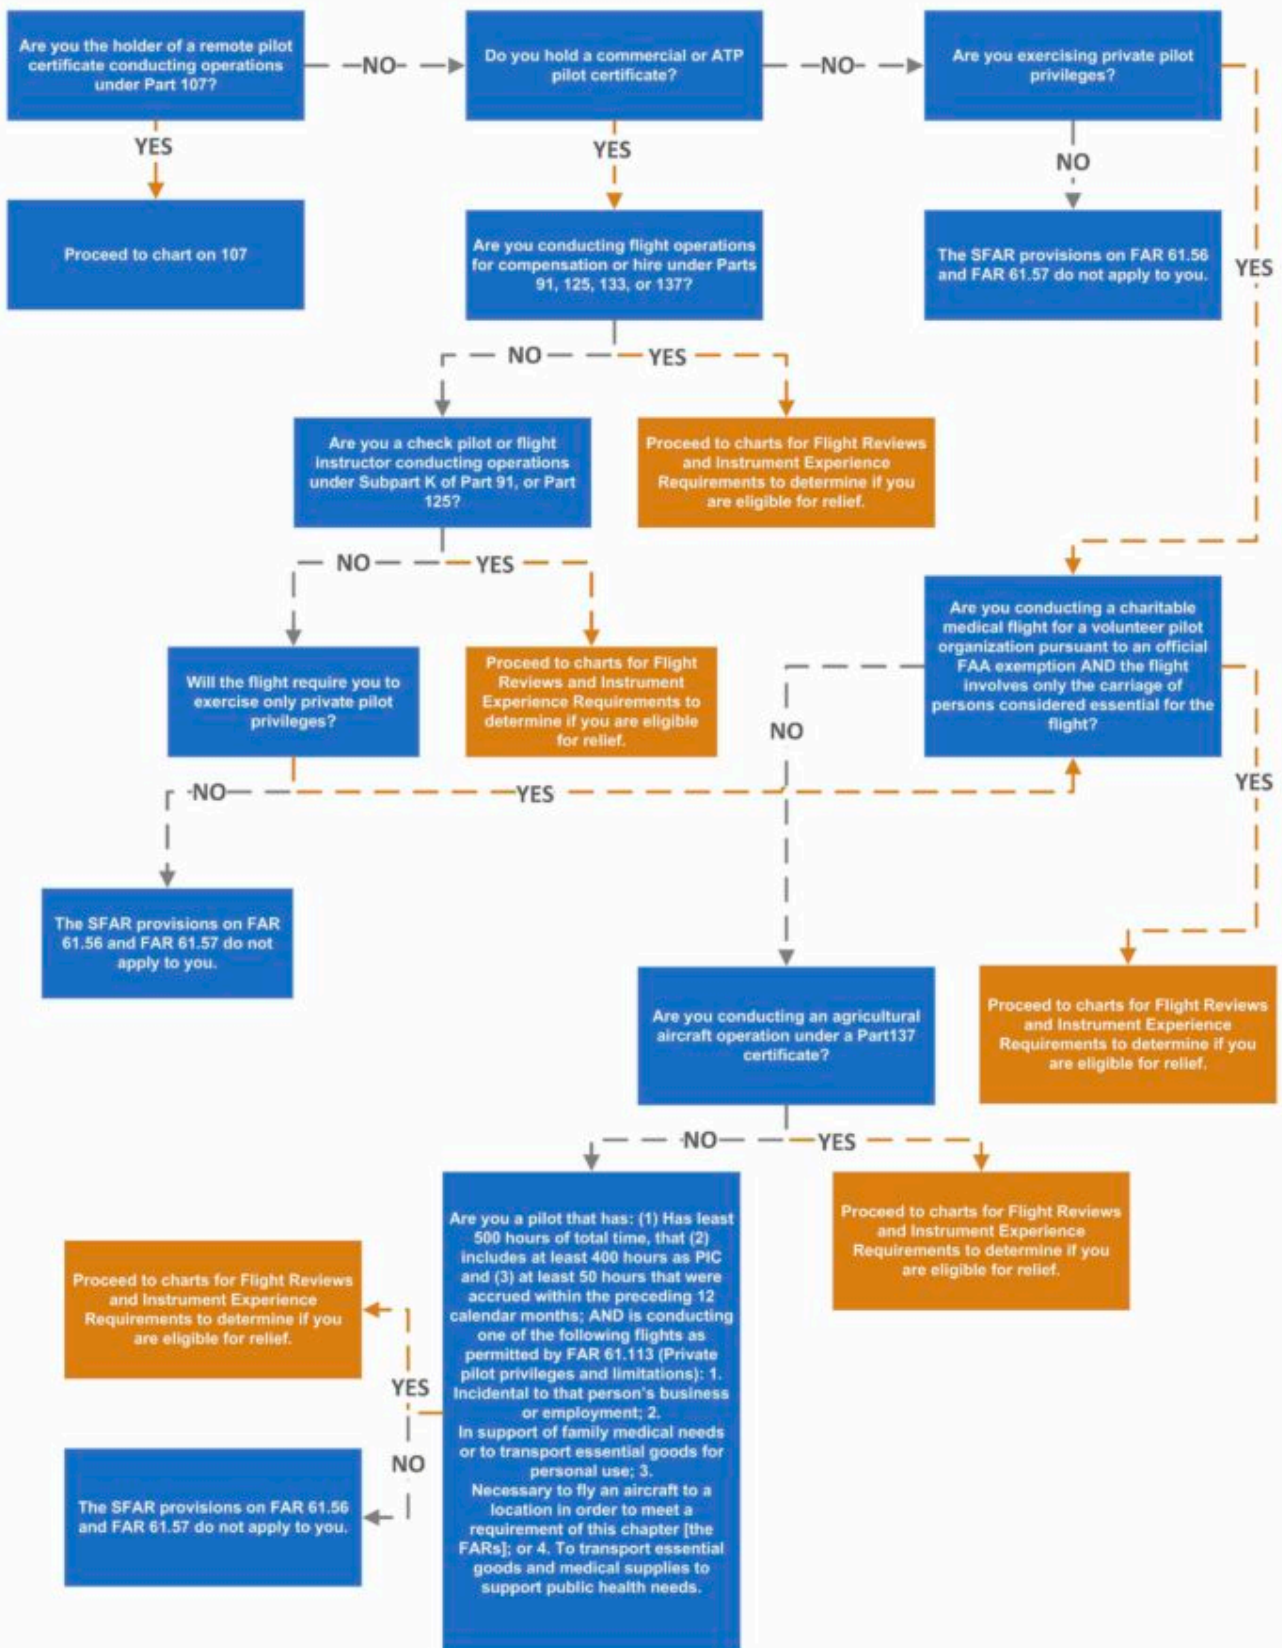 Are you the holder of a remote pilot
certificate conducting operations
under Part 107?
NO
Do you hold a commercial or ATP
pilot certificate?
NO
Are you exercising private pilot
privileges?
YES
YES
NO
Proceed to chart on 107
Are you conducting flight operations
for compensation or hire under Parts
91, 125, 133, or 137?
The SFAR provisions on FAR 61.56
and FAR 61.57 do not apply to you.
YES
NO
YES
Are you a check pilot or flight
instructor conducting operations
under Subpart K of Part 91, or Part
125?
Proceed to charts for Flight Reviews
and Instrument Experience
Requirements to determine if you
are eligible for relief.
NO
YES
Will the flight require you to
exercise only private pilot
privileges?
Proceed to charts for Flight
Reviews and Instrument
Experience Requirements to
determine if you are eligible
for relief.
Are you conducting a charitable
medical flight for a volunteer pilot
organization pursuant to an official
FAA exemption AND the flight
involves only the carriage of
persons considered essential for the
flight?
NO
YES
NO
YES
The SFAR provisions on FAR
61.56 and FAR 61.57 do not
apply to you.
Are you conducting an agricultural
aircraft operation under a Part137
certificate?
Proceed to charts for Flight Reviews
and Instrument Experience
Requirements to determine if you
are eligible for relief.
NO
YES
Are you a pilot that has: (1) Has least
500 hours of total time, that (2)
includes at least 400 hours as PIC
and (3) at least 50 hours that were
accrued within the preceding 12
calendar months; AND is conducting
one of the following flights as
permitted by FAR 61.113 (Private
pilot privileges and limitations): 1.
Incidental to that person's business
or employment; 2.
In support of family medical needs
or to transport essential goods for
personal use; 3.
Necessary to fly an aircraft to a
location in order to meet a
requirement of this chapter [the
FARs]; or 4. To transport essential
goods and medical supplies to
support public health needs.
Proceed to charts for Flight Reviews
and Instrument Experience
Requirements to determine if you
are eligible for relief.
Proceed to charts for Flight Reviews
and Instrument Experience
Requirements to determine if you
are eligible for relief.
YES
NO
The SFAR provisions on FAR 61.56
and FAR 61.57 do not apply to you.